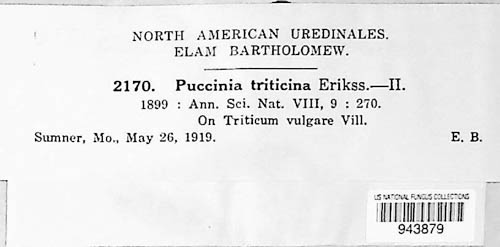 NORTH AMERICAN UREDINALES.
ELAM BARTHOLOMEW.
2170. Puccinia triticina Erikss.—II.
1899 : Ann. Sci. Nat. VIII, 9 : 270.
On Triticum vulgare Vill.
Sumner, Mo., May 26, 1919. E. B.
US NATIONAL FUNGUS COLLECTIONS
943879